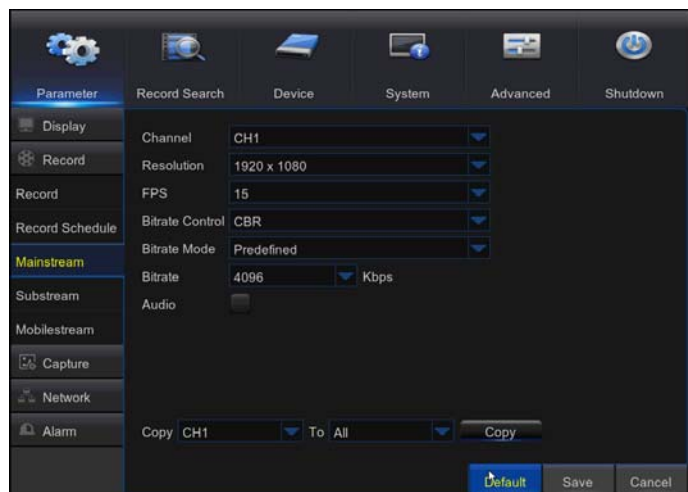 Parameter Record Search Device System Advanced Shutdown
Display
Record
Record
Record Schedule
Mainstream
Substream
Mobilestream
Capture
Network
Alarm
Channel CH1
Resolution 1920 x 1080
FPS 15
Bitrate Control CBR
Bitrate Mode Predefined
Bitrate 4096 Kbps
Audio
Copy CH1 To All Copy
Default Save Cancel